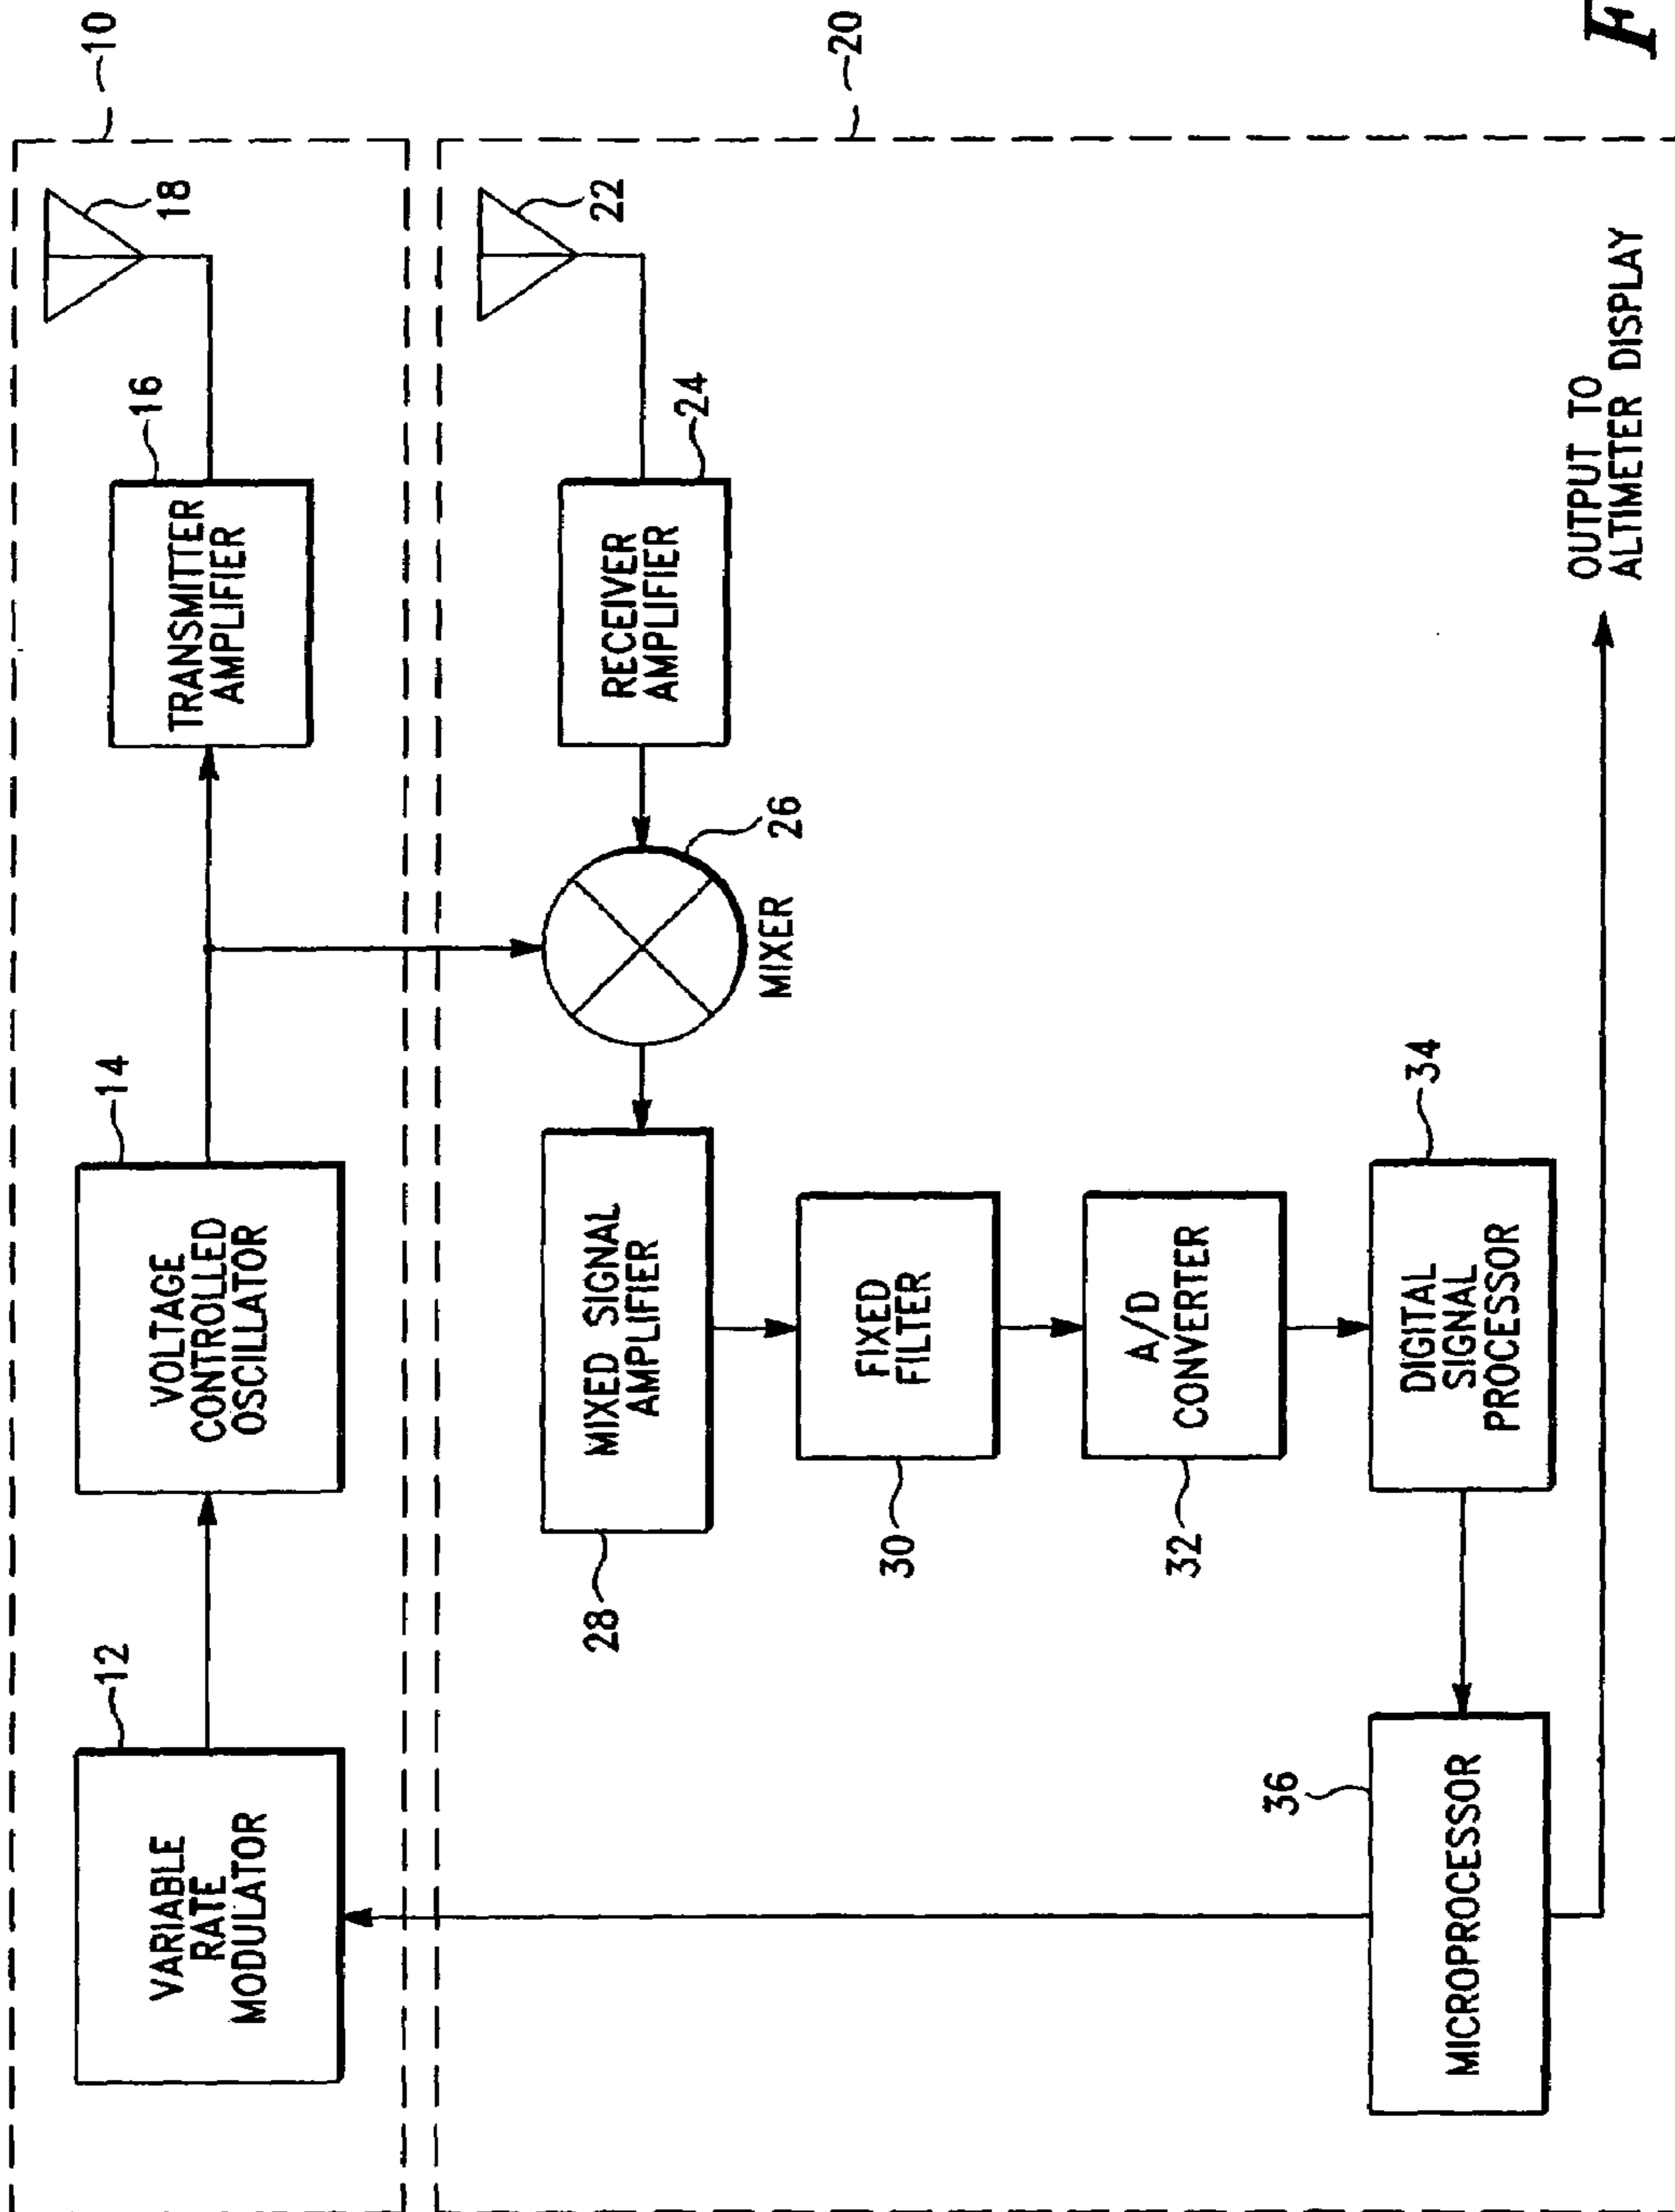 10
18
16
TRANSMITTER
AMPLIFIER
14
VOLTAGE
CONTROLLED
OSCILLATOR
12
VARIABLE
RATE
MODULATOR
20
22
24
RECEIVER
AMPLIFIER
26
MIXER
MIXED SIGNAL
AMPLIFIER
28
FIXED
FILTER
30
A/D
CONVERTER
32
34
DIGITAL
SIGNAL
PROCESSOR
36
MICROPROCESSOR
OUTPUT TO
ALTIMETER DISPLAY